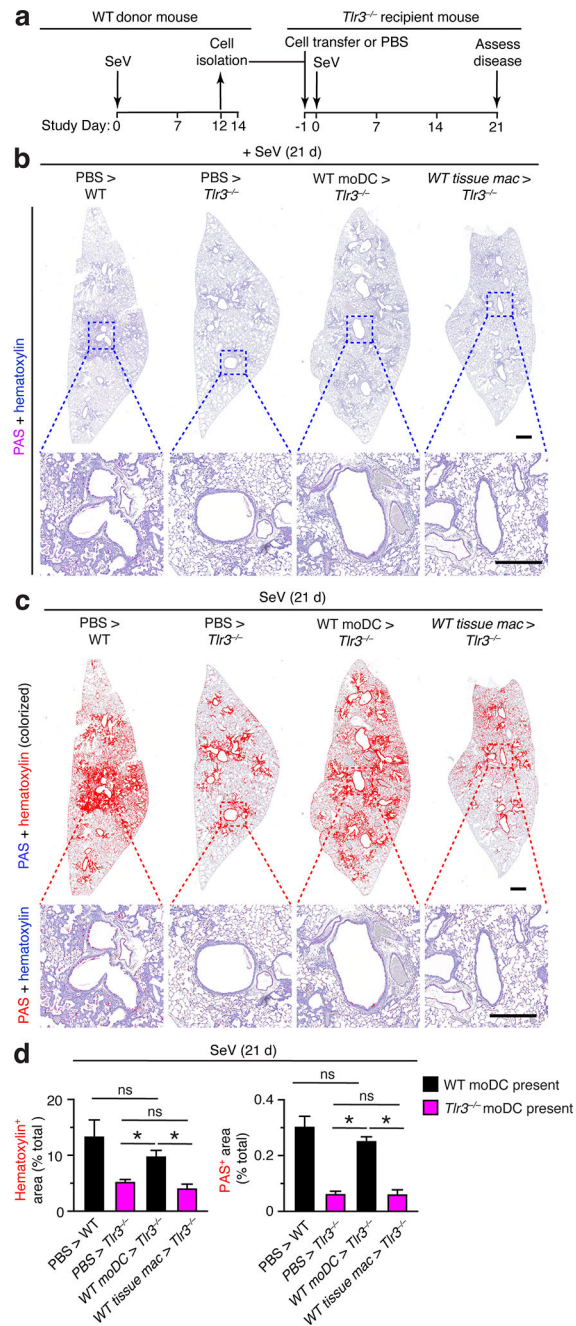 a
WT donor mouse
Tlr3–/– recipient mouse
Cell isolation
Cell transfer or PBS
Assess disease
SeV
SeV
Study Day: 0 7 12 14 -1 0 7 14 21
b
+ SeV (21 d)
PBS > WT
PBS > Tlr3–/–
WT moDC > Tlr3–/–
WT tissue mac > Tlr3–/–
PAS + hematoxylin
c
SeV (21 d)
PBS > WT
PBS > Tlr3–/–
WT moDC > Tlr3–/–
WT tissue mac > Tlr3–/–
PAS + hematoxylin (colorized)
PAS + hematoxylin
d
SeV (21 d)
Hematoxylin+ area (% total)
20
10
0
ns
ns
* *
PBS > WT
PBS > Tlr3–/–
WT moDC > Tlr3–/–
WT tissue mac > Tlr3–/–
PAS+ area (% total)
0.4
0.2
0
ns
ns
* *
PBS > WT
PBS > Tlr3–/–
WT moDC > Tlr3–/–
WT tissue mac > Tlr3–/–
WT moDC present
Tlr3–/– moDC present